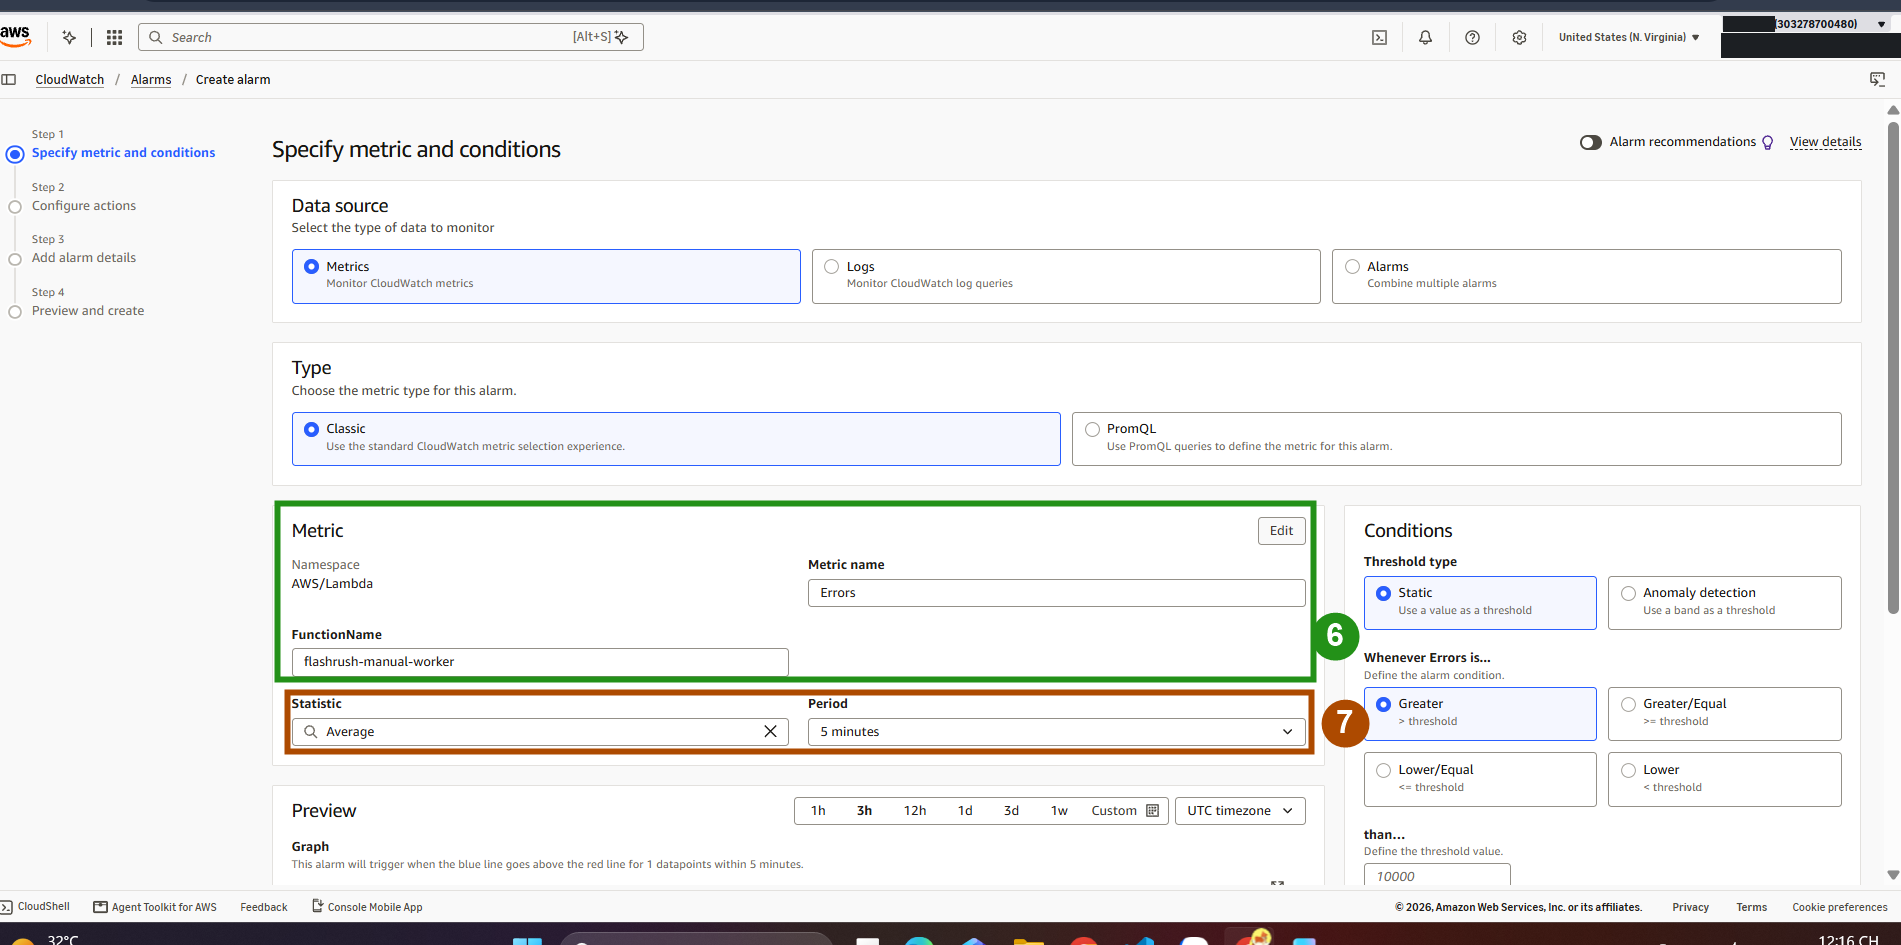 aws
Search [Alt+S]
United States (N. Virginia)
(303278700480)
CloudWatch / Alarms / Create alarm
Step 1
Specify metric and conditions
Step 2
Configure actions
Step 3
Add alarm details
Step 4
Preview and create
Specify metric and conditions
Alarm recommendations View details
Data source
Select the type of data to monitor
Metrics
Monitor CloudWatch metrics
Logs
Monitor CloudWatch log queries
Alarms
Combine multiple alarms
Type
Choose the metric type for this alarm.
Classic
Use the standard CloudWatch metric selection experience.
PromQL
Use PromQL queries to define the metric for this alarm.
Metric
Edit
Namespace
AWS/Lambda
Metric name
Errors
FunctionName
flashrush-manual-worker
6
Statistic
Average
Period
5 minutes
7
Preview
1h 3h 12h 1d 3d 1w Custom UTC timezone
Graph
This alarm will trigger when the blue line goes above the red line for 1 datapoints within 5 minutes.
Conditions
Threshold type
Static
Use a value as a threshold
Anomaly detection
Use a band as a threshold
Whenever Errors is...
Define the alarm condition.
Greater
> threshold
Greater/Equal
>= threshold
Lower/Equal
<= threshold
Lower
< threshold
than...
Define the threshold value.
10000
CloudShell Agent Toolkit for AWS Feedback Console Mobile App
© 2026, Amazon Web Services, Inc. or its affiliates. Privacy Terms Cookie preferences
32°C
12:16 CH